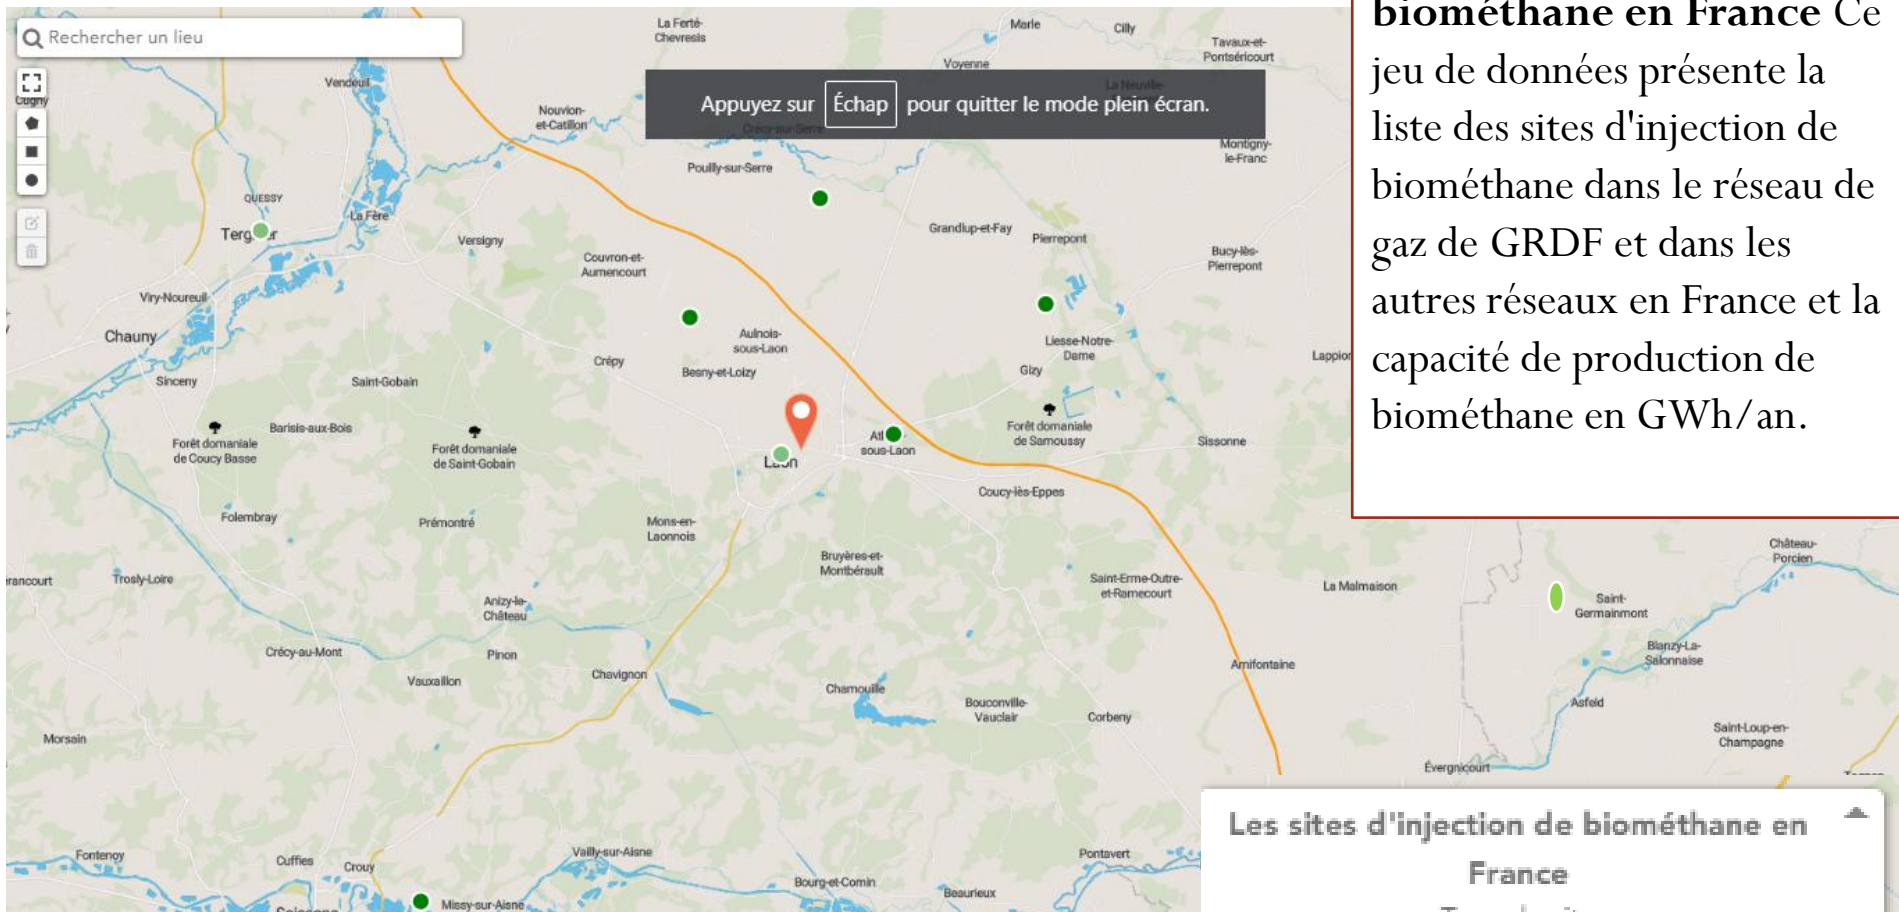 Rechercher un lieu
Appuyez sur Échap pour quitter le mode plein écran.
biométhane en France Ce
jeu de données présente la
liste des sites d'injection de
biométhane dans le réseau de
gaz de GRDF et dans les
autres réseaux en France et la
capacité de production de
biométhane en GWh/an.
La Ferté-
Chevresis
Marle
Cilly
Tavaux-et-
Pontséricourt
Voyenne
Vendeuil
Nouvion-
et-Catillon
Montigny-
le-Franc
Pouilly-sur-Serre
QUESSY
La Fère
Versigny
Couvron-et-
Aumencourt
Grandlup-et-Fay
Pierrepont
Bucy-lès-
Pierrepont
Viry-Noureuil
Chauny
Aulnois-
sous-Laon
Liesse-Notre-
Dame
Sinceny
Saint-Gobain
Crépy
Besny-et-Loizy
Gizy
Forêt domaniale
de Coucy Basse
Barisis-aux-Bois
Forêt domaniale
de Saint-Gobain
sous-Laon
Forêt domaniale
de Samoussy
Sissonne
Laon
Coucy-lès-Eppes
Folembray
Prémontré
Mons-en-
Laonnois
Bruyères-et-
Montbérault
Château-
Porcien
Trosly-Loire
Anizy-le-
Château
Saint-Erme-Outre-
et-Ramecourt
La Malmaison
Saint-
Germainmont
Crécy-au-Mont
Pinon
Blanzy-La-
Salonnaise
Vauxaillon
Chavignon
Chamouille
Amifontaine
Bouconville-
Vauclair
Corbeny
Asfeld
Morsain
Saint-Loup-en-
Champagne
Évergnicourt
Les sites d'injection de biométhane en
France
Fontenoy
Cuffies
Crouy
Vailly-sur-Aisne
Pontavert
Bourg-et-Comin
Beaurieux
Missy-sur-Aisne